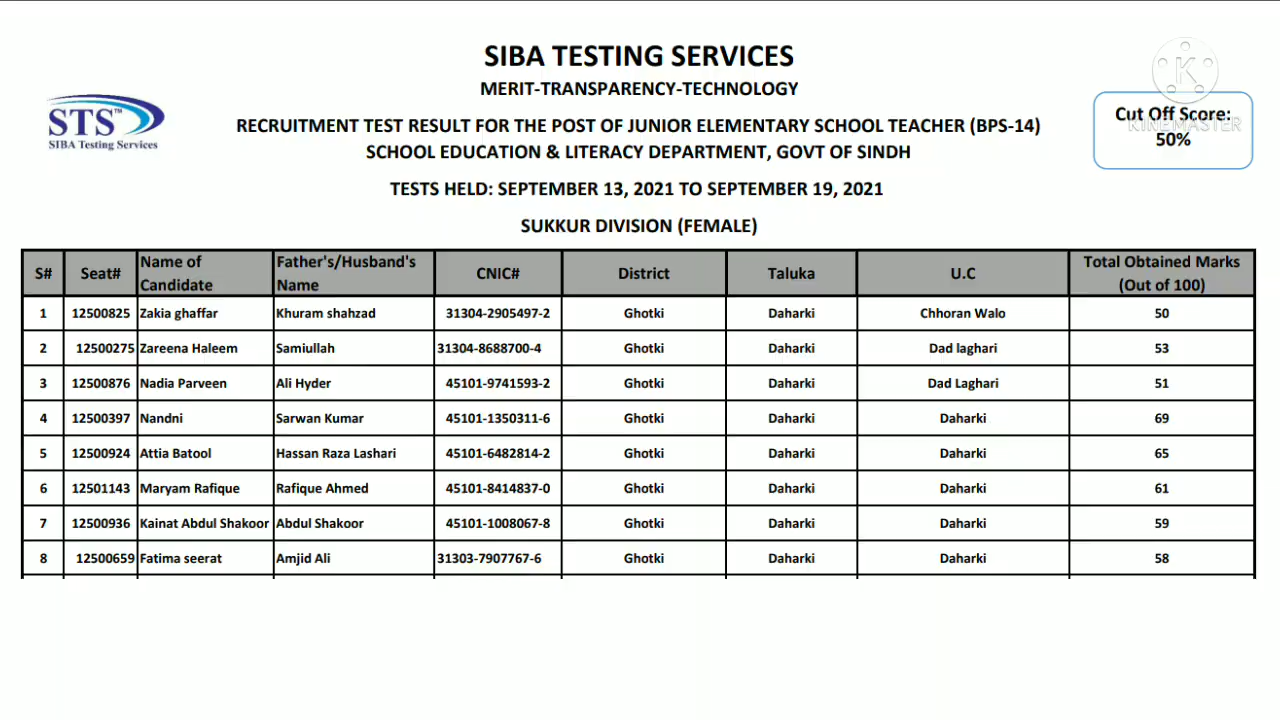 SIBA TESTING SERVICES
MERIT-TRANSPARENCY-TECHNOLOGY
STS™
SIBA Testing Services
RECRUITMENT TEST RESULT FOR THE POST OF JUNIOR ELEMENTARY SCHOOL TEACHER (BPS-14)
SCHOOL EDUCATION & LITERACY DEPARTMENT, GOVT OF SINDH
K
KINEMASTER
Cut Off Score:
50%
TESTS HELD: SEPTEMBER 13, 2021 TO SEPTEMBER 19, 2021
SUKKUR DIVISION (FEMALE)
S# Seat# Name of Candidate Father's/Husband's Name CNIC# District Taluka U.C Total Obtained Marks (Out of 100)
1 12500825 Zakia ghaffar Khuram shahzad 31304-2905497-2 Ghotki Daharki Chhoran Walo 50
2 12500275 Zareena Haleem Samiullah 31304-8688700-4 Ghotki Daharki Dad laghari 53
3 12500876 Nadia Parveen Ali Hyder 45101-9741593-2 Ghotki Daharki Dad Laghari 51
4 12500397 Nandni Sarwan Kumar 45101-1350311-6 Ghotki Daharki Daharki 69
5 12500924 Attia Batool Hassan Raza Lashari 45101-6482814-2 Ghotki Daharki Daharki 65
6 12501143 Maryam Rafique Rafique Ahmed 45101-8414837-0 Ghotki Daharki Daharki 61
7 12500936 Kainat Abdul Shakoor Abdul Shakoor 45101-1008067-8 Ghotki Daharki Daharki 59
8 12500659 Fatima seerat Amjid Ali 31303-7907767-6 Ghotki Daharki Daharki 58